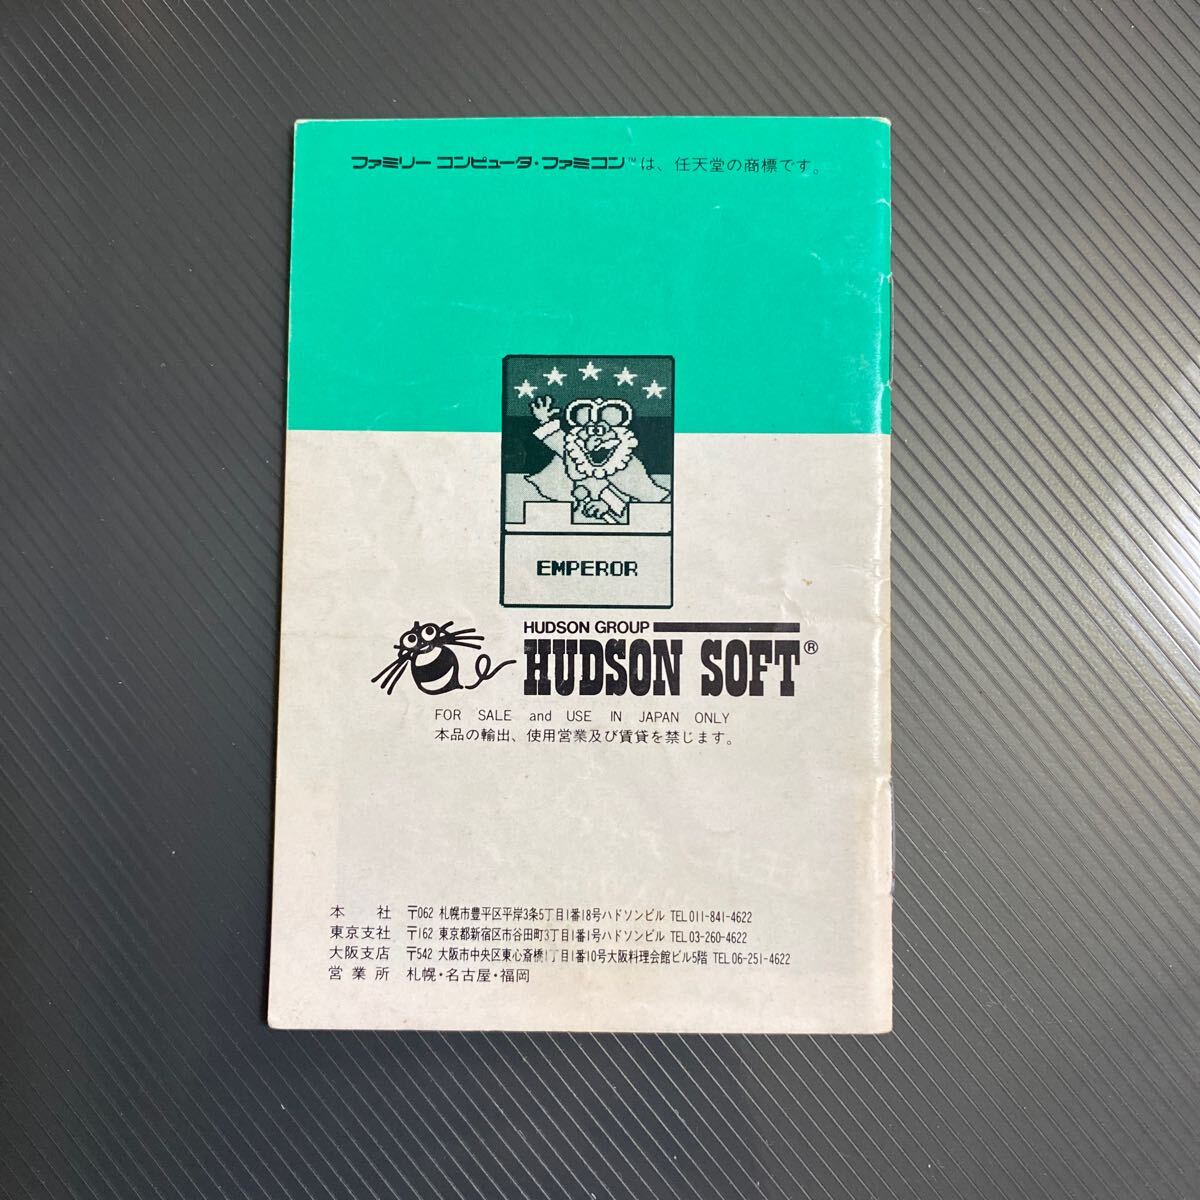 ファミリーコンピュータ・ファミコン™は、任天堂の商標です。
EMPEROR
HUDSON GROUP
HUDSON SOFT®
FOR SALE and USE IN JAPAN ONLY
本品の輸出、使用営業及び賃貸を禁じます。
本 社 〒062 札幌市豊平区平岸3条5丁目1番18号ハドソンビル TEL 011-841-4622
東京支社 〒162 東京都新宿区市谷田町3丁目1番1号ハドソンビル TEL 03-260-4622
大阪支店 〒542 大阪市中央区東心斎橋1丁目1番10号大阪料理会館ビル5階 TEL 06-251-4622
営業所 札幌・名古屋・福岡